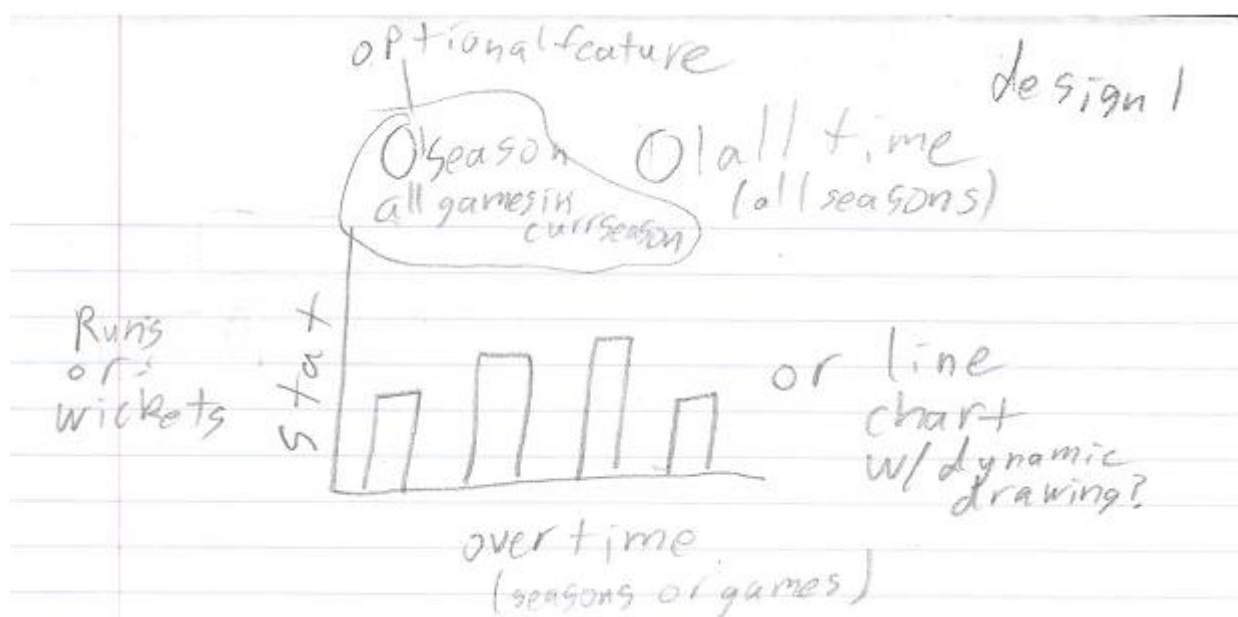 optional feature
design 1
season
all games in
curr season
all time
(all seasons)
Runs
or
wickets
stat
or line
chart
w/ dynamic
drawing?
over time
(seasons or games)